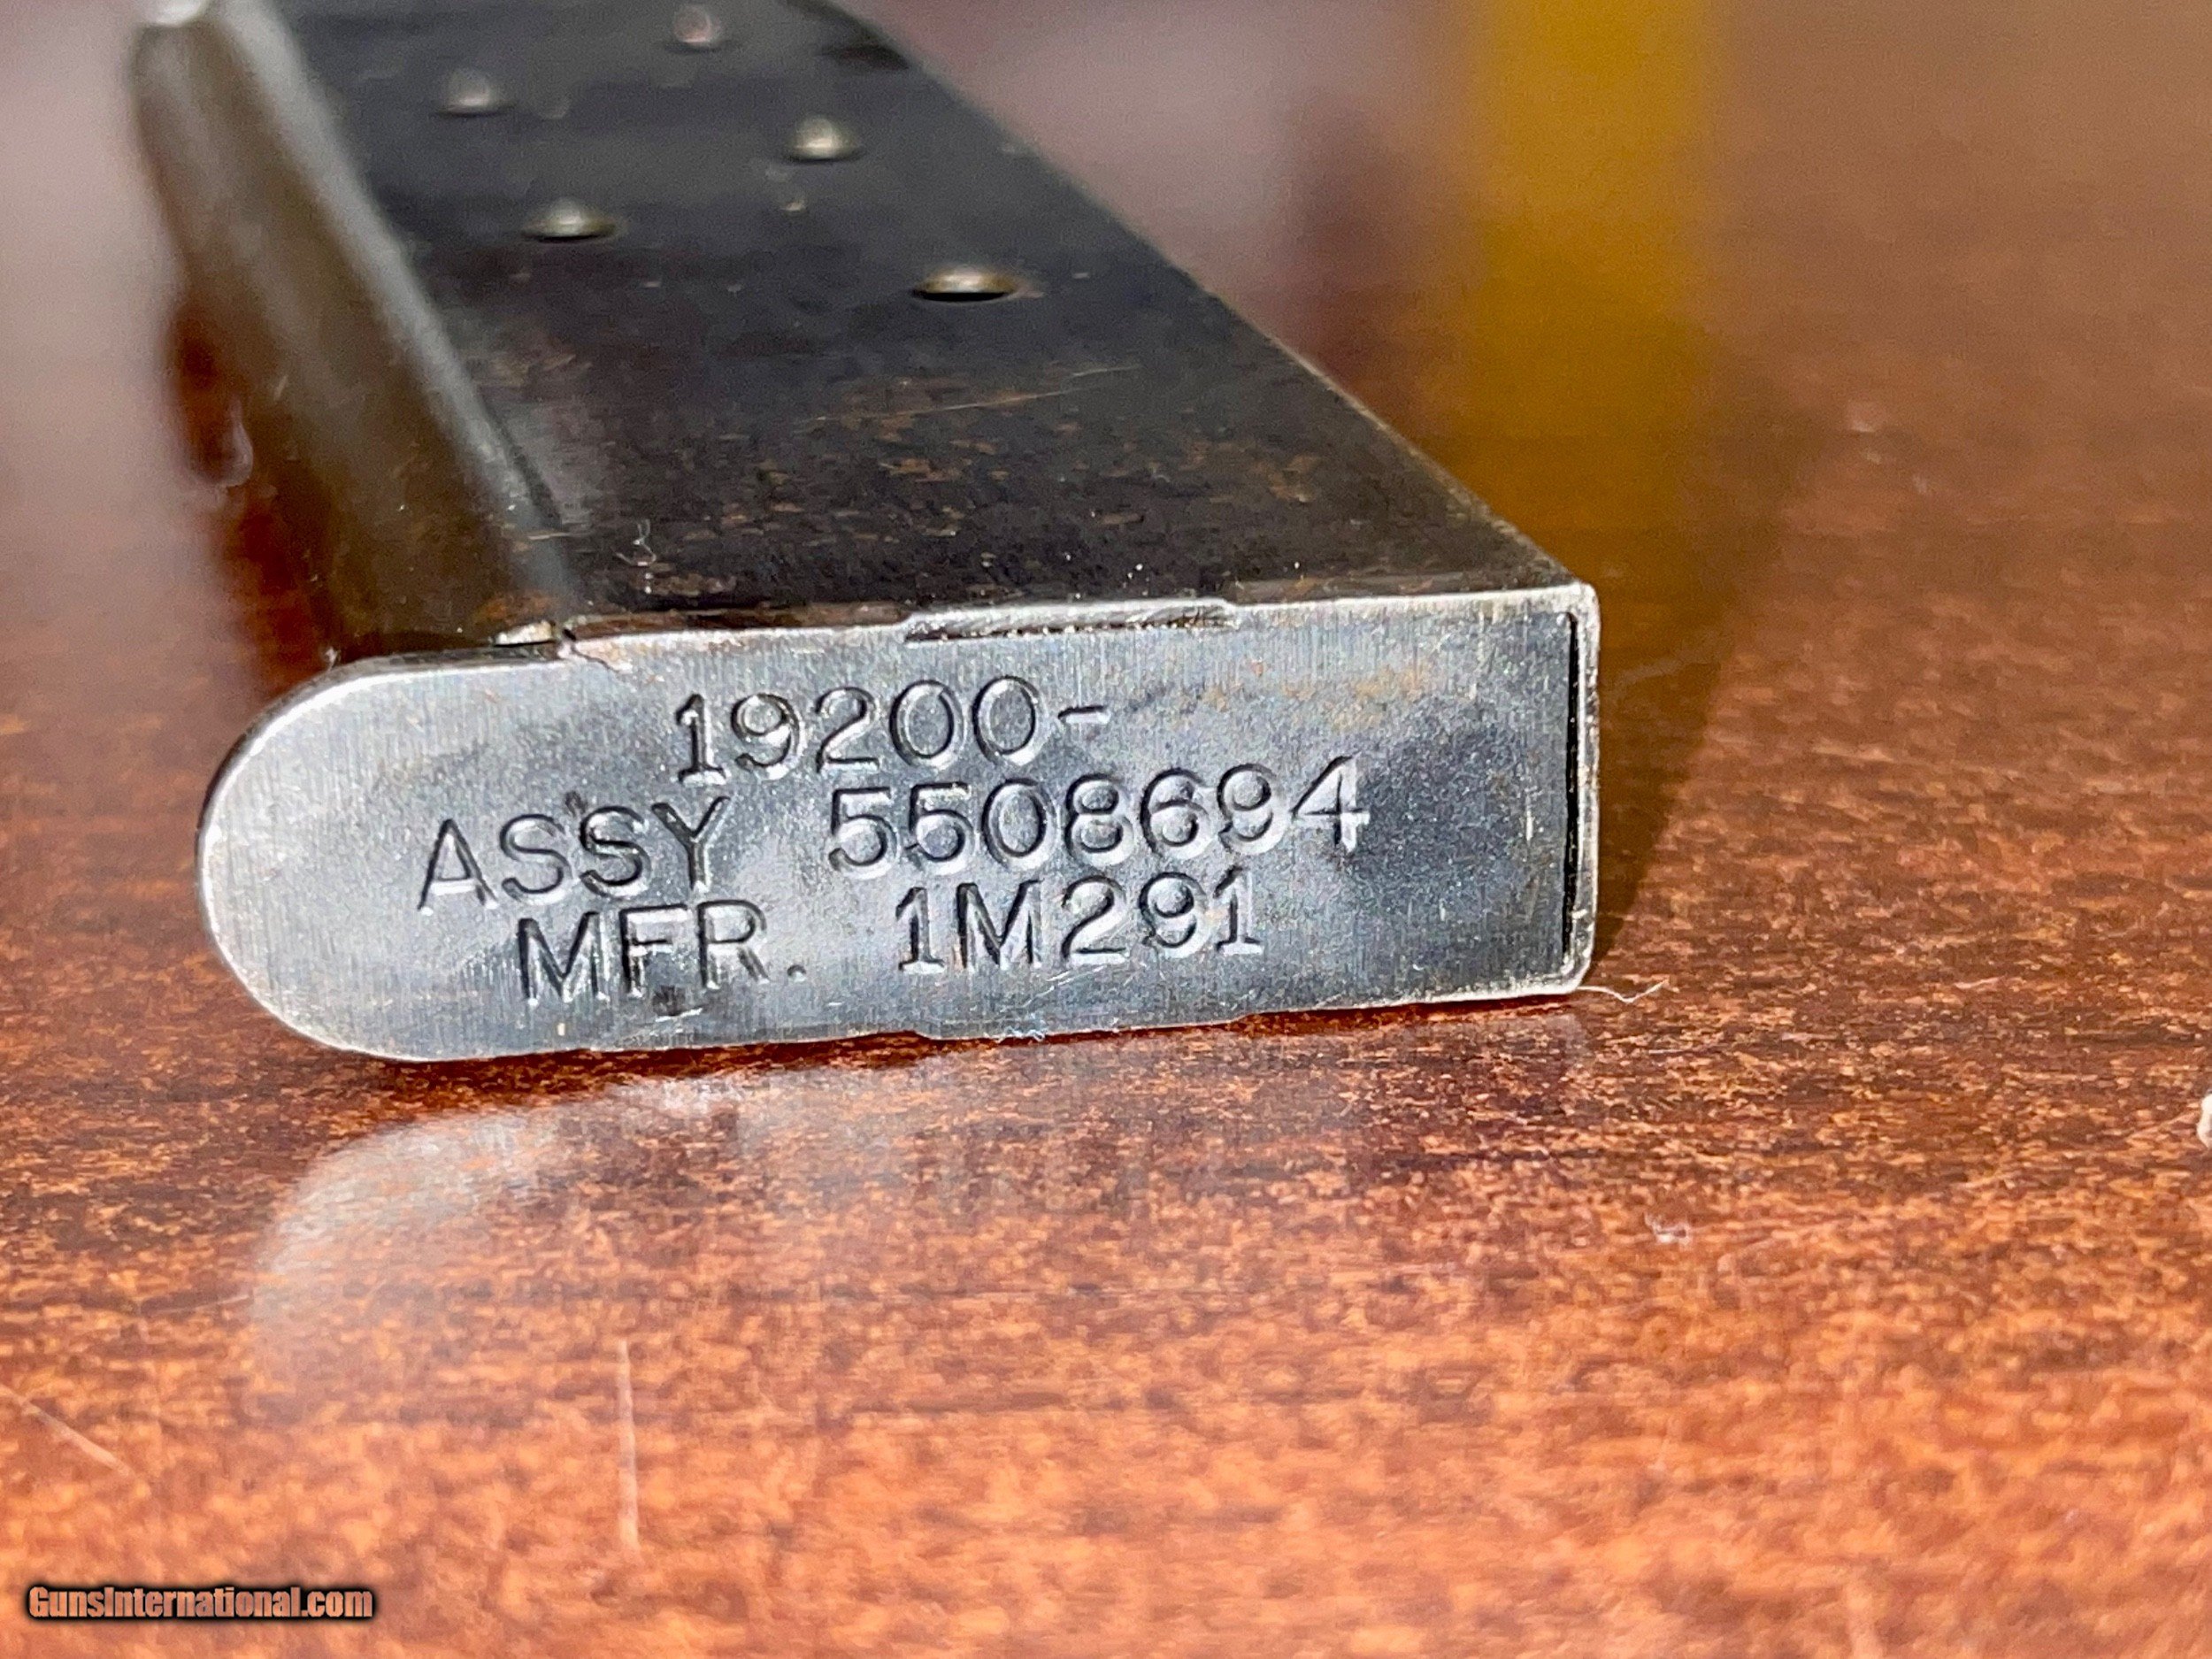 19200-
ASSY 5508694
MFR. 1M291
GunsInternational.com